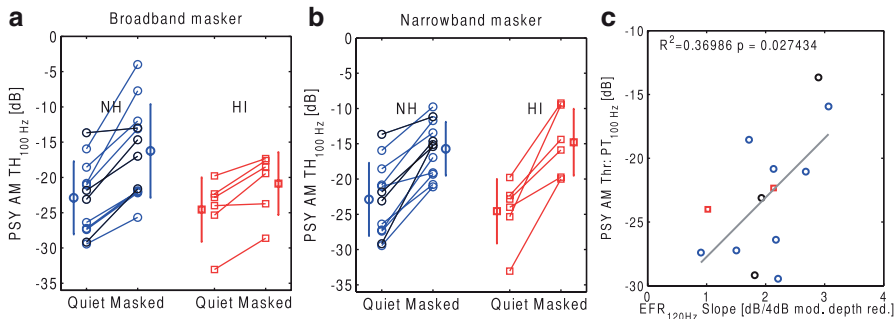 a
Broadband masker
PSY AM TH100 Hz [dB]
0
-5
-10
-15
-20
-25
-30
-35
NH
HI
Quiet Masked
Quiet Masked
b
Narrowband masker
PSY AM TH100 Hz [dB]
0
-5
-10
-15
-20
-25
-30
-35
NH
HI
Quiet Masked
Quiet Masked
c
R2=0.36986 p = 0.027434
PSY AM Thr: PT100 Hz [dB]
-10
-15
-20
-25
-30
0
1
2
3
4
EFR120Hz Slope [dB/4dB mod. depth red.]